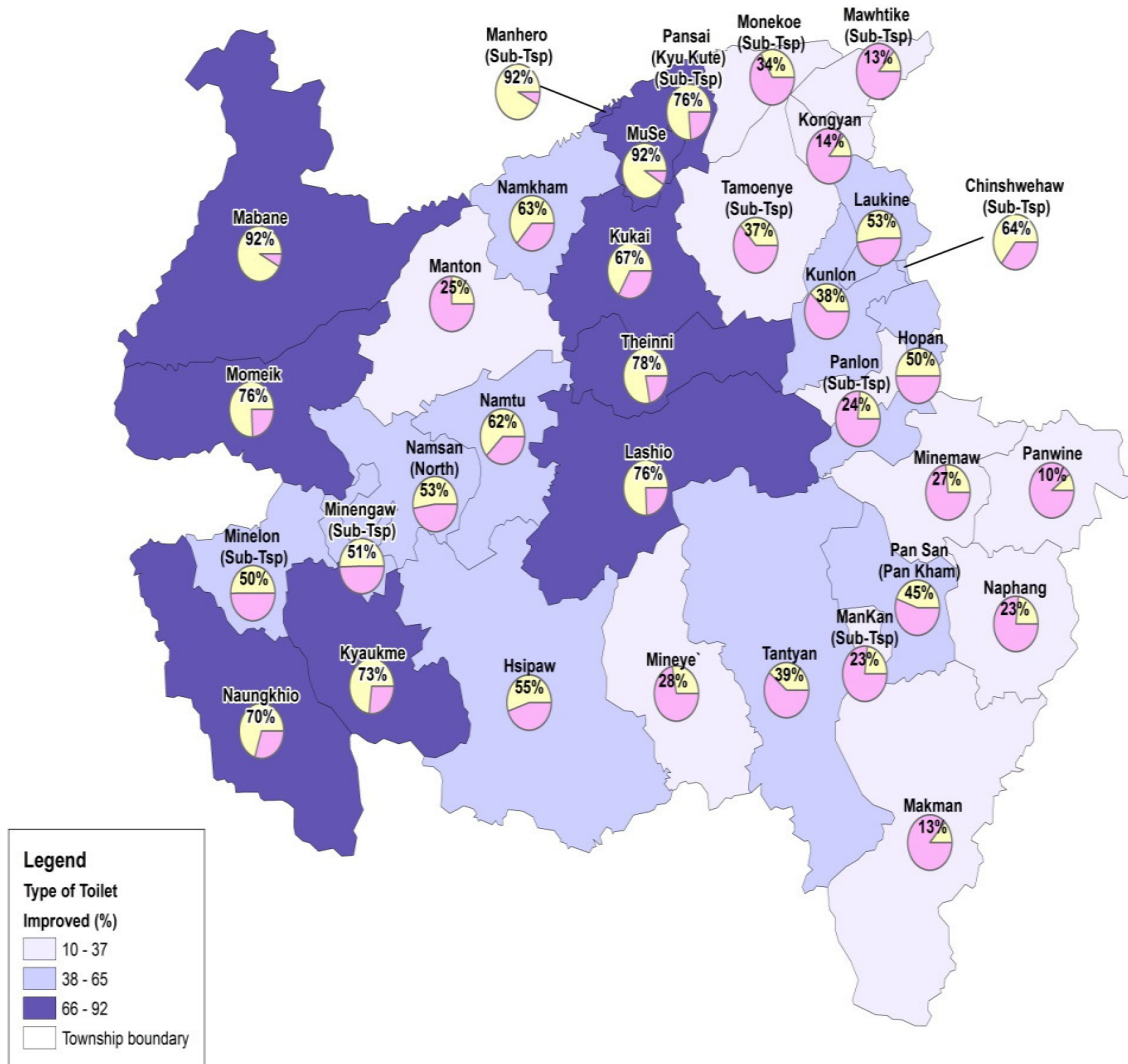 Manhero
(Sub-Tsp)
92%
Pansai
(Kyu Kute)
(Sub-Tsp)
76%
Monekoe
(Sub-Tsp)
34%
Mawhtike
(Sub-Tsp)
13%
Kongyan
14%
MuSe
92%
Namkham
63%
Tamoenye
(Sub-Tsp)
37%
Laukine
53%
Chinshwehaw
(Sub-Tsp)
64%
Mabane
92%
Manton
25%
Kukai
67%
Kunlon
38%
Theinni
78%
Hopan
50%
Momeik
76%
Panlon
(Sub-Tsp)
24%
Namtu
62%
Namsan
(North)
53%
Lashio
76%
Minemaw
27%
Panwine
10%
Minengaw
(Sub-Tsp)
51%
Minelon
(Sub-Tsp)
50%
Pan San
(Pan Kham)
45%
Naphang
23%
ManKan
(Sub-Tsp)
23%
Kyaukme
73%
Hsipaw
55%
Mineye`
28%
Tantyan
39%
Naungkhio
70%
Makman
13%
Legend
Type of Toilet
Improved (%)
10 - 37
38 - 65
66 - 92
Township boundary